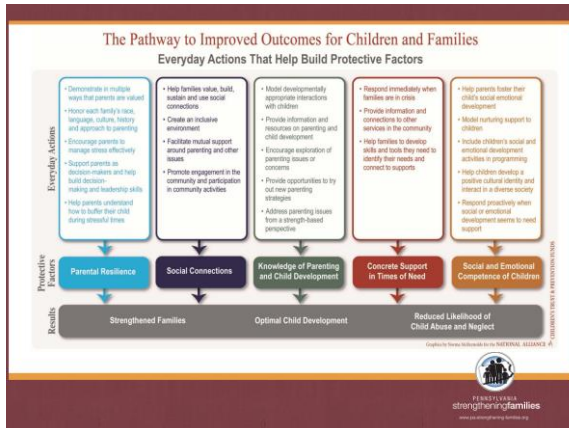 The Pathway to Improved Outcomes for Children and Families
Everyday Actions That Help Build Protective Factors
Everyday Actions
• Demonstrate in multiple
ways that parents are valued
• Honor each family's race,
language, culture, history
and approach to parenting
• Encourage parents to
manage stress effectively
• Support parents as
decision-makers and help
build decision-
making and leadership skills
• Help parents understand
how to buffer their child
during stressful times
• Help families value, build,
sustain and use social
connections
• Create an inclusive
environment
• Facilitate mutual support
around parenting and other
issues
• Promote engagement in the
community and participation
in community activities
• Model developmentally
appropriate interactions
with children
• Provide information and
resources on parenting and
child development
• Encourage exploration of
parenting issues or
concerns
• Provide opportunities to try
out new parenting
strategies
• Address parenting issues
from a strength-based
perspective
• Respond immediately when
families are in crisis
• Provide information and
connections to other
services in the community
• Help families to develop
skills and tools they need to
identify their needs and
connect to supports
• Help parents foster their
child's social emotional
development
• Model nurturing support to
children
• Include children's social and
emotional development
activities in programming
• Help children develop a
positive cultural identity and
interact in a diverse society
• Respond proactively when
social or emotional
development seems to need
support
Protective
Factors
Parental Resilience
Social Connections
Knowledge of Parenting
and Child Development
Concrete Support
in Times of Need
Social and Emotional
Competence of Children
Results
Strengthened Families
Optimal Child Development
Reduced Likelihood of
Child Abuse and Neglect
for the NATIONAL ALLIANCE of
CHILDREN'S TRUST & PREVENTION FUNDS
PENNSYLVANIA
strengtheningfamilies
www.pa-strengthening-families.org